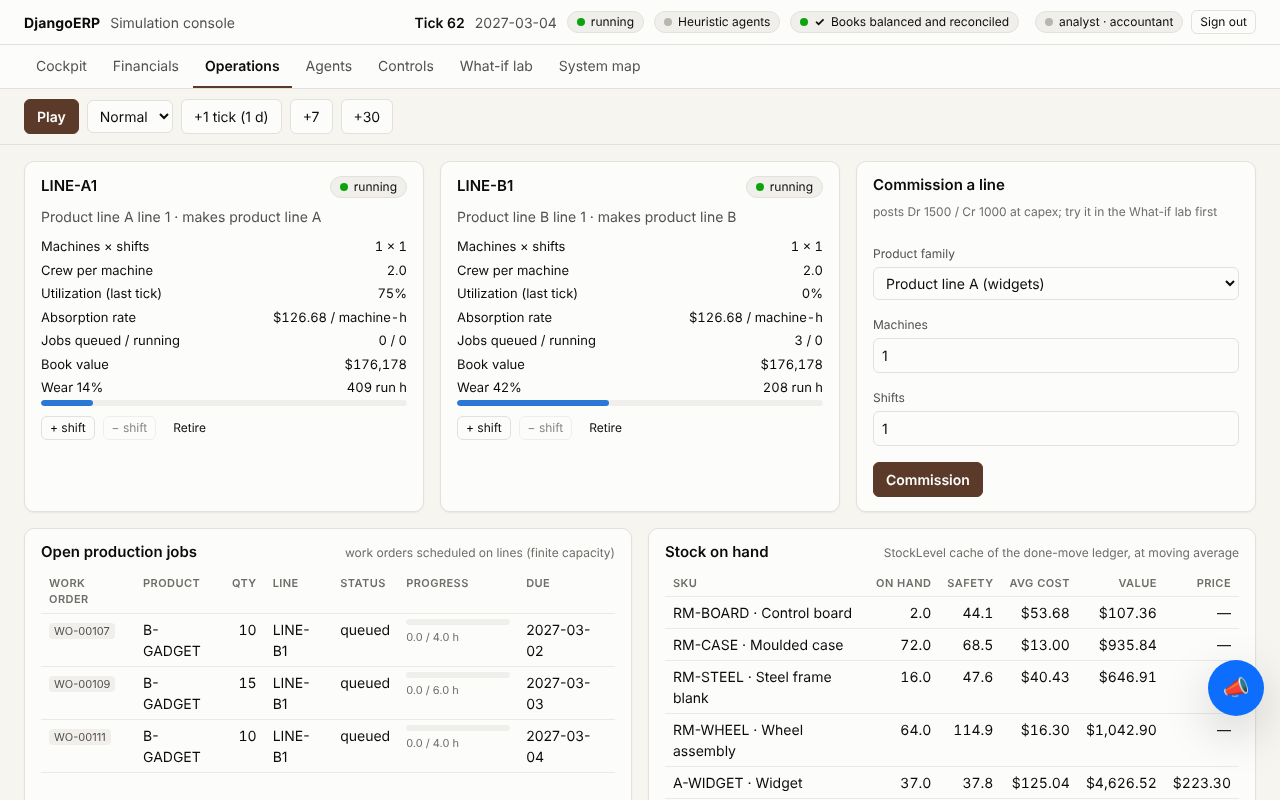 DjangoERP Simulation console Tick 62 2027-03-04 running Heuristic agents ✔ Books balanced and reconciled analyst · accountant Sign out
Cockpit Financials Operations Agents Controls What-if lab System map
Play Normal +1 tick (1 d) +7 +30
LINE-A1 running
Product line A line 1 · makes product line A
Machines × shifts 1 × 1
Crew per machine 2.0
Utilization (last tick) 75%
Absorption rate $126.68 / machine-h
Jobs queued / running 0 / 0
Book value $176,178
Wear 14% 409 run h
+ shift − shift Retire
LINE-B1 running
Product line B line 1 · makes product line B
Machines × shifts 1 × 1
Crew per machine 2.0
Utilization (last tick) 0%
Absorption rate $126.68 / machine-h
Jobs queued / running 3 / 0
Book value $176,178
Wear 42% 208 run h
+ shift − shift Retire
Commission a line
posts Dr 1500 / Cr 1000 at capex; try it in the What-if lab first
Product family
Product line A (widgets)
Machines
1
Shifts
1
Commission
Open production jobs work orders scheduled on lines (finite capacity)
WORK ORDER PRODUCT QTY LINE STATUS PROGRESS DUE
WO-00107 B-GADGET 10 LINE-B1 queued 0.0 / 4.0 h 2027-03-02
WO-00109 B-GADGET 15 LINE-B1 queued 0.0 / 6.0 h 2027-03-03
WO-00111 B-GADGET 10 LINE-B1 queued 0.0 / 4.0 h 2027-03-04
Stock on hand StockLevel cache of the done-move ledger, at moving average
SKU ON HAND SAFETY AVG COST VALUE PRICE
RM-BOARD · Control board 2.0 44.1 $53.68 $107.36 —
RM-CASE · Moulded case 72.0 68.5 $13.00 $935.84 —
RM-STEEL · Steel frame blank 16.0 47.6 $40.43 $646.91
RM-WHEEL · Wheel assembly 64.0 114.9 $16.30 $1,042.90 —
A-WIDGET · Widget 37.0 37.8 $125.04 $4,626.52 $223.30